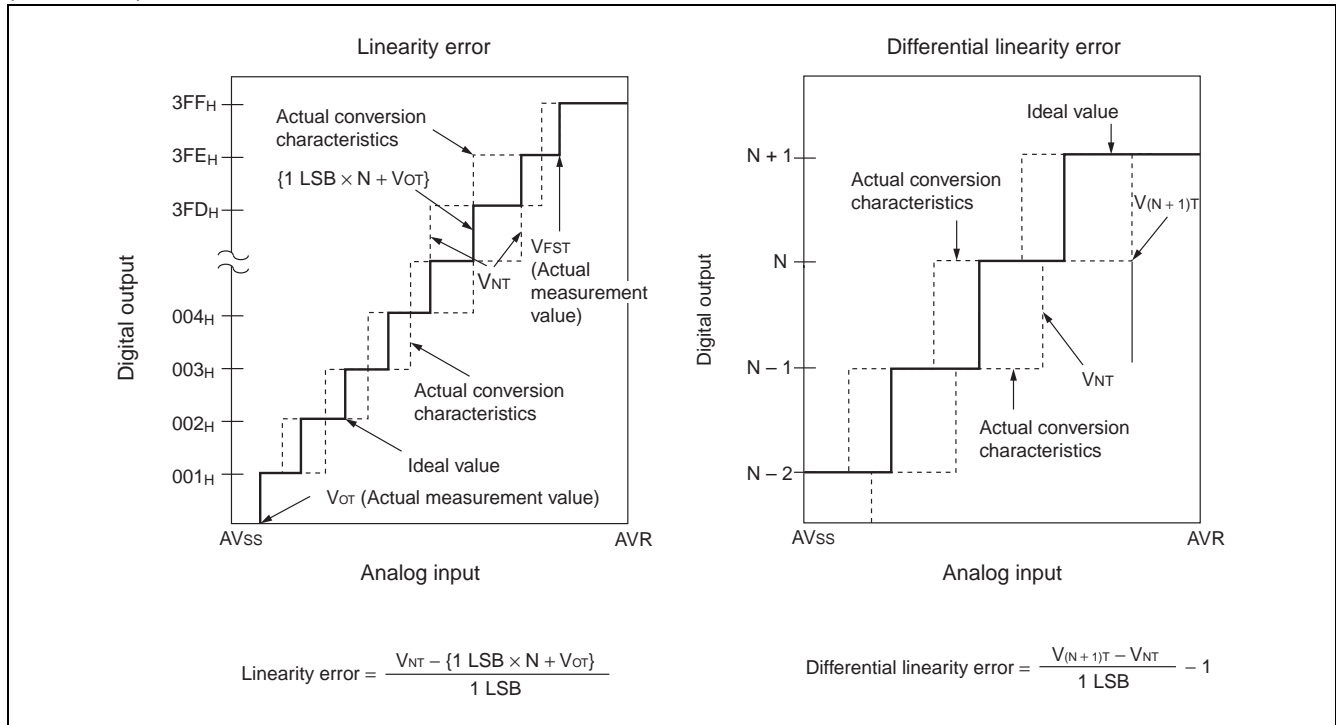 Linearity error
3FFH
3FEH
3FDH
004H
003H
002H
001H
Digital output
Actual conversion
characteristics
{1 LSB × N + VOT}
VNT
VFST
(Actual
measurement
value)
Actual conversion
characteristics
Ideal value
VOT (Actual measurement value)
AVSS
AVR
Analog input
Linearity error = VNT – {1 LSB × N + VOT}
1 LSB
Differential linearity error
N + 1
N
N – 1
N – 2
Digital output
Ideal value
Actual conversion
characteristics
V(N + 1)T
VNT
Actual conversion
characteristics
AVSS
AVR
Analog input
Differential linearity error = V(N + 1)T – VNT – 1
1 LSB